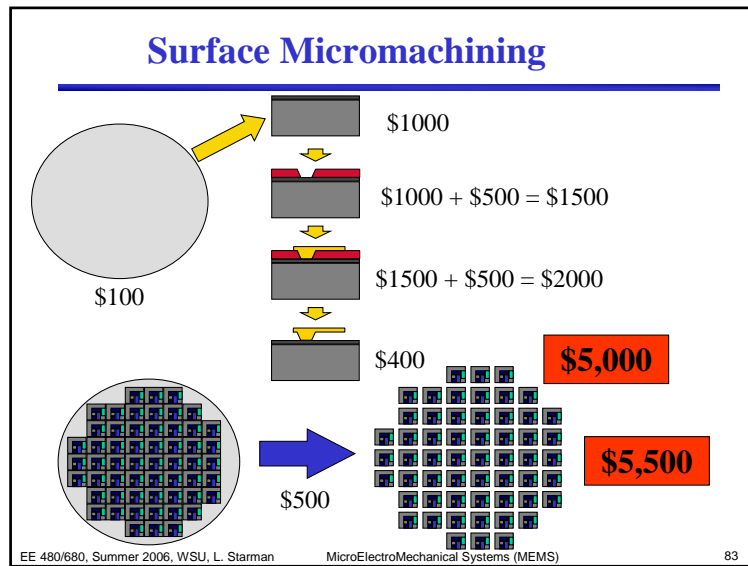 Surface Micromachining
$1000
$1000 + $500 = $1500
$1500 + $500 = $2000
$100
$400
$5,000
$5,500
$500
EE 480/680, Summer 2006, WSU, L. Starman MicroElectroMechanical Systems (MEMS) 83